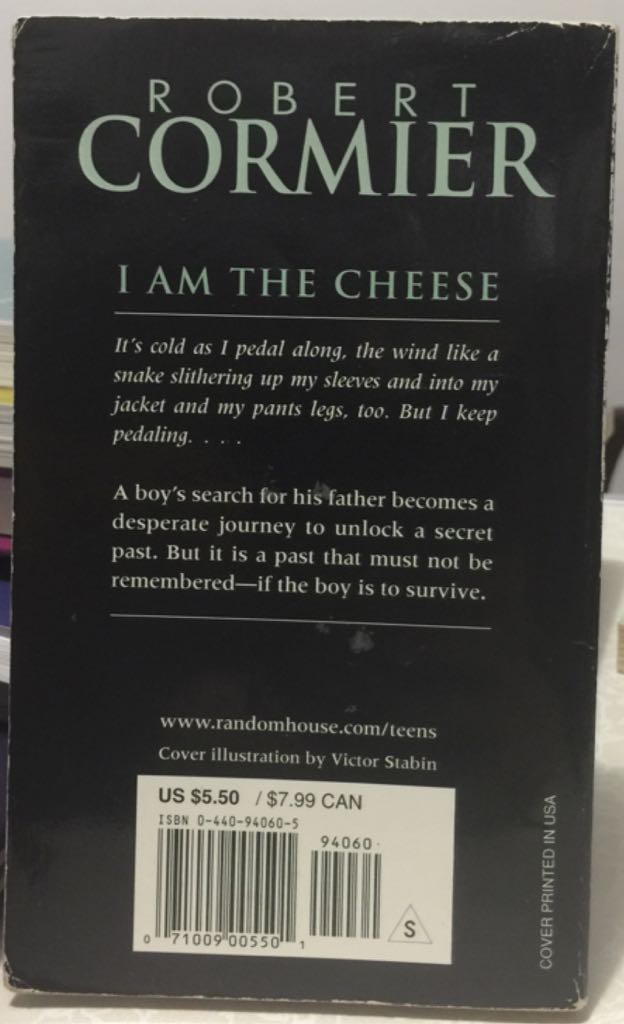 ROBERT
CORMIER
I AM THE CHEESE
It's cold as I pedal along, the wind like a
snake slithering up my sleeves and into my
jacket and my pants legs, too. But I keep
pedaling. . . .
A boy's search for his father becomes a
desperate journey to unlock a secret
past. But it is a past that must not be
remembered—if the boy is to survive.
www.randomhouse.com/teens
Cover illustration by Victor Stabin
US $5.50 / $7.99 CAN
ISBN 0-440-94060-5
94060
0 71009 00550 1
S
COVER PRINTED IN USA